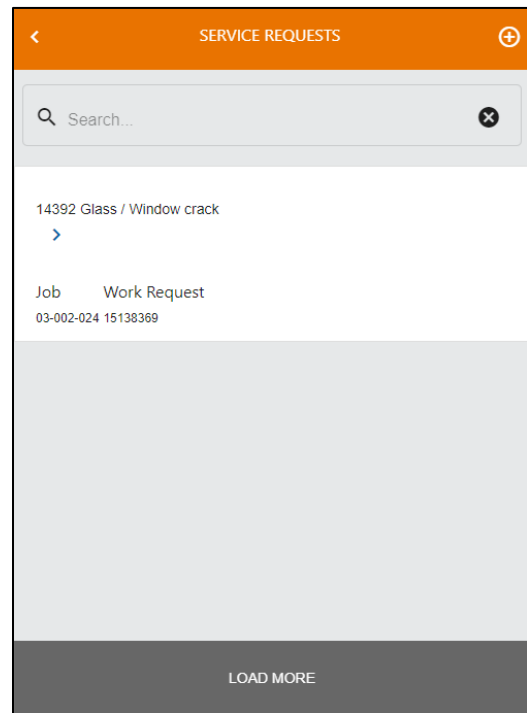 SERVICE REQUESTS
Search...
14392 Glass / Window crack
Job Work Request
03-002-024 15138369
LOAD MORE